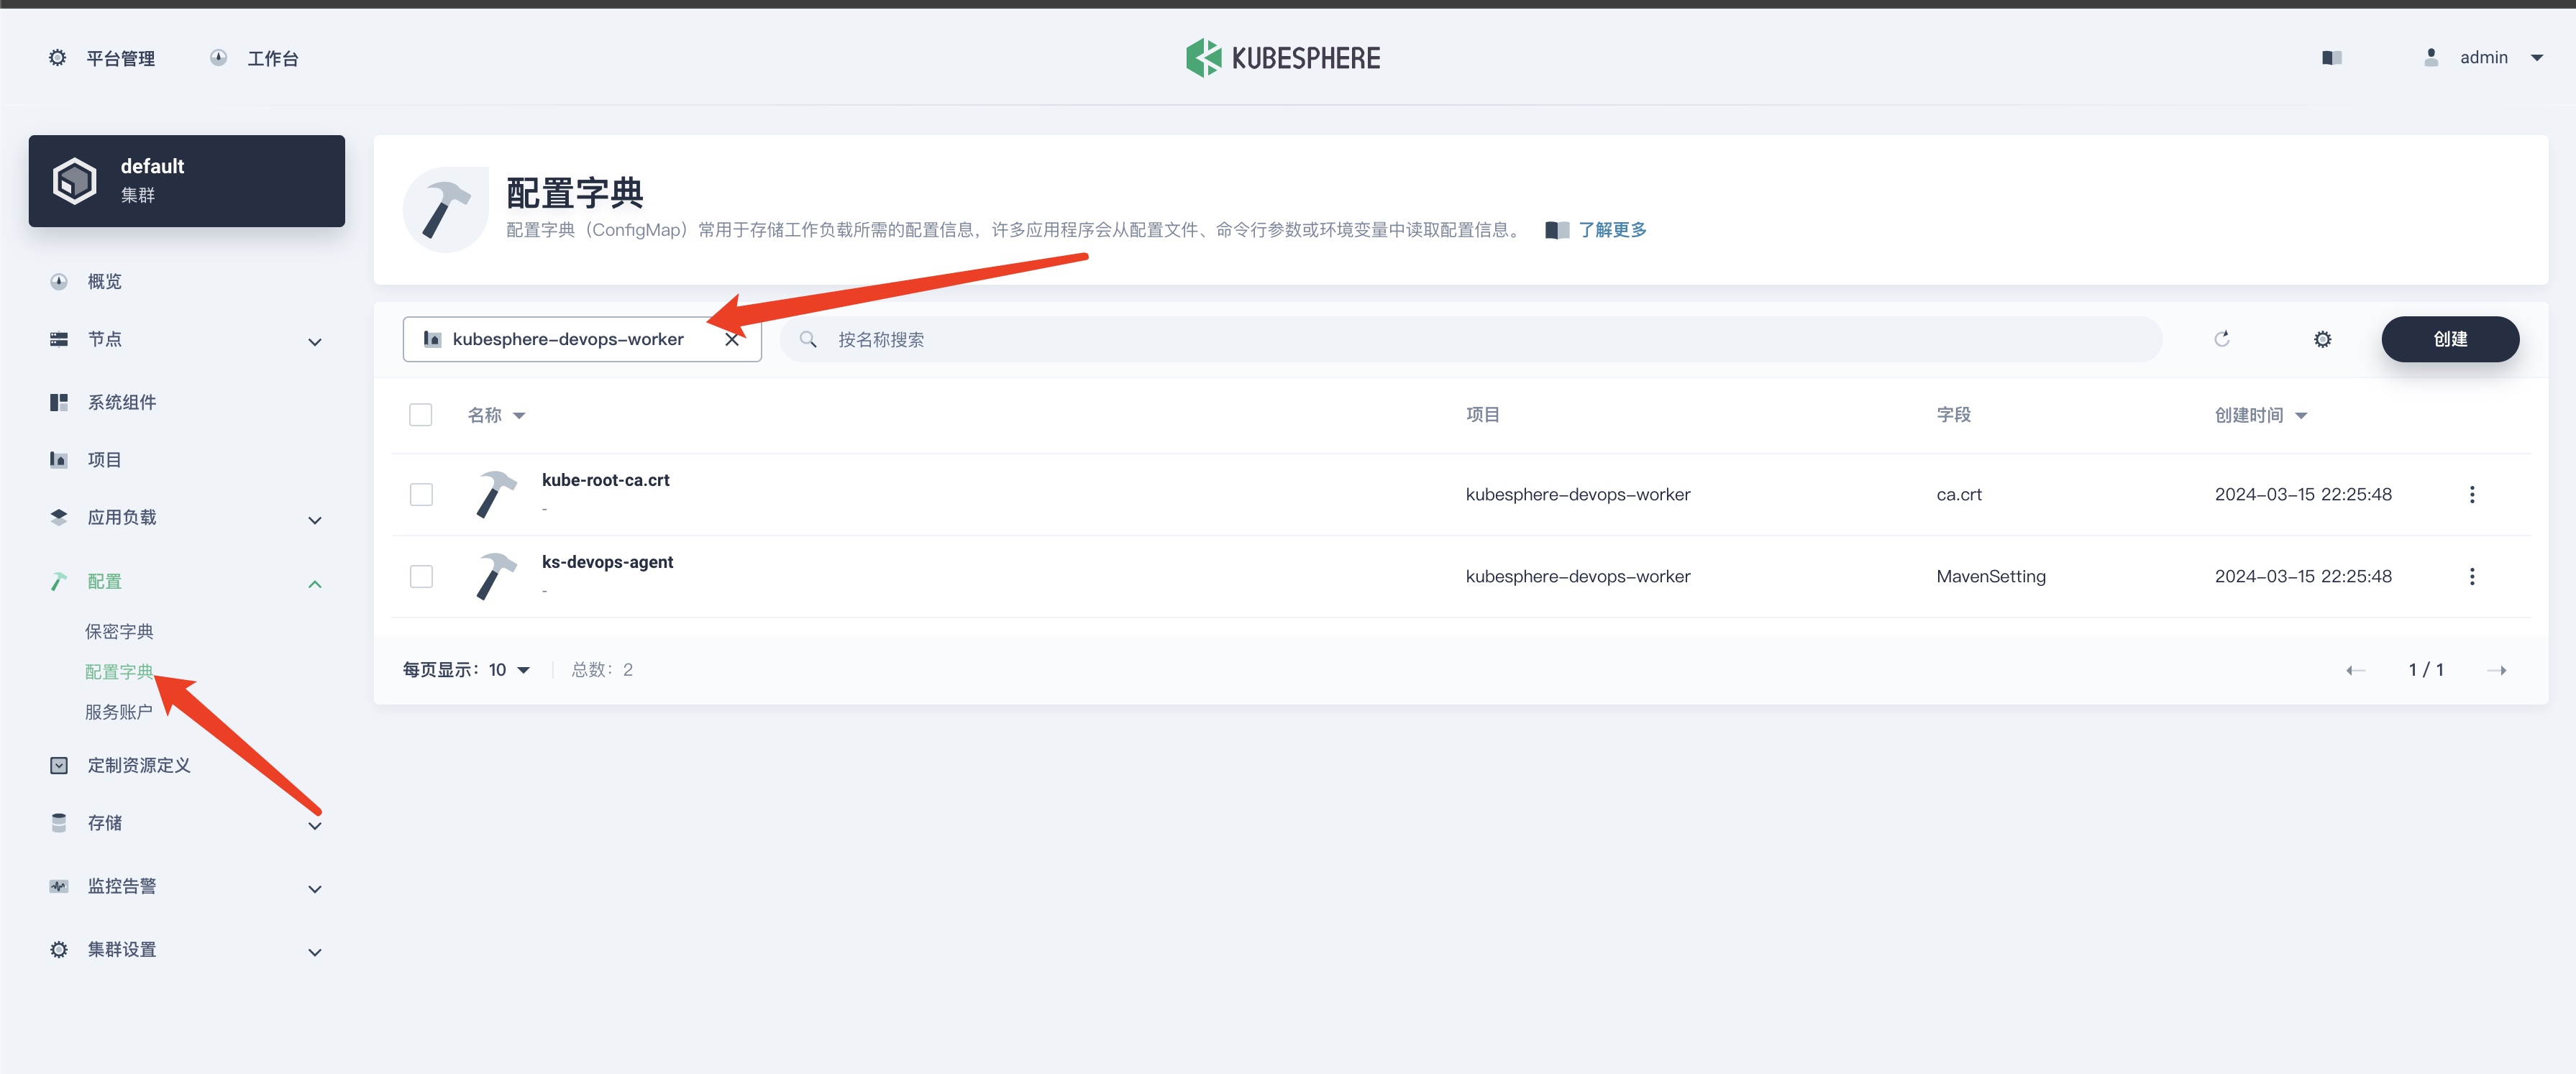 平台管理
工作台
KUBESPHERE
admin
default
集群
概览
节点
系统组件
项目
应用负载
配置
保密字典
配置字典
服务账户
定制资源定义
存储
监控告警
集群设置
配置字典
配置字典（ConfigMap）常用于存储工作负载所需的配置信息，许多应用程序会从配置文件、命令行参数或环境变量中读取配置信息。 了解更多
kubesphere-devops-worker
按名称搜索
创建
名称 项目 字段 创建时间
kube-root-ca.crt
-
kubesphere-devops-worker
ca.crt
2024-03-15 22:25:48
ks-devops-agent
-
kubesphere-devops-worker
MavenSetting
2024-03-15 22:25:48
每页显示：10
总数：2
1 / 1